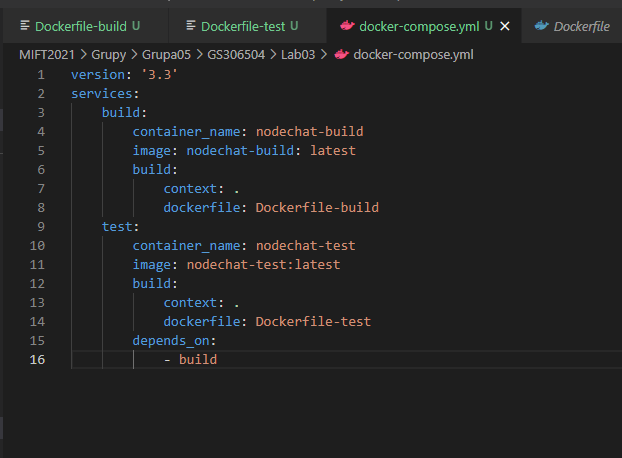 Dockerfile-build U Dockerfile-test U docker-compose.yml U Dockerfile
MIFT2021 > Grupy > Grupa05 > GS306504 > Lab03 > docker-compose.yml
1 version: '3.3'
2 services:
3 build:
4 container_name: nodechat-build
5 image: nodechat-build: latest
6 build:
7 context: .
8 dockerfile: Dockerfile-build
9 test:
10 container_name: nodechat-test
11 image: nodechat-test:latest
12 build:
13 context: .
14 dockerfile: Dockerfile-test
15 depends_on:
16 - build